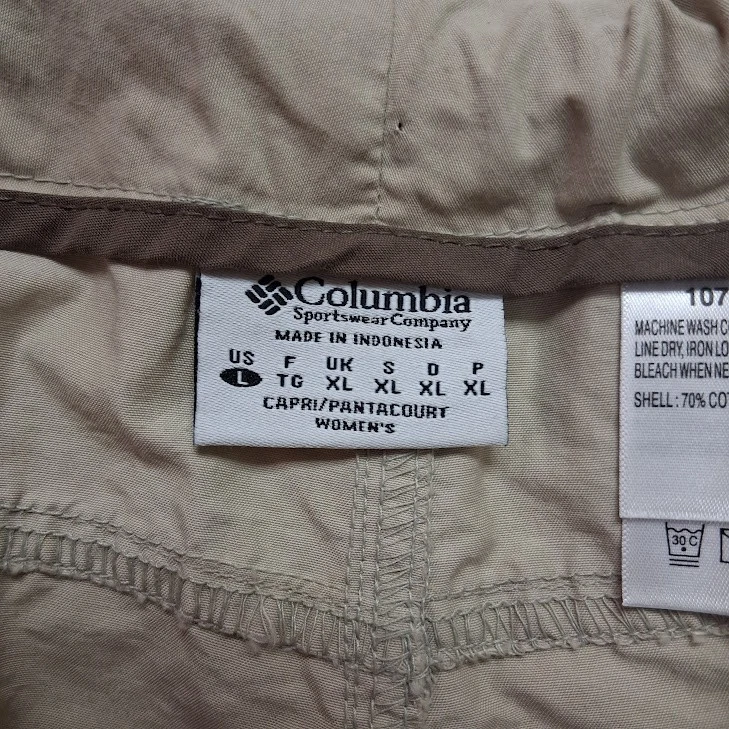 Columbia
Sportswear Company
MADE IN INDONESIA
US F UK S D P
L TG XL XL XL XL
CAPRI/PANTACOURT
WOMEN'S
107
MACHINE WASH C
LINE DRY, IRON LO
BLEACH WHEN NE
SHELL : 70% COT
30 C